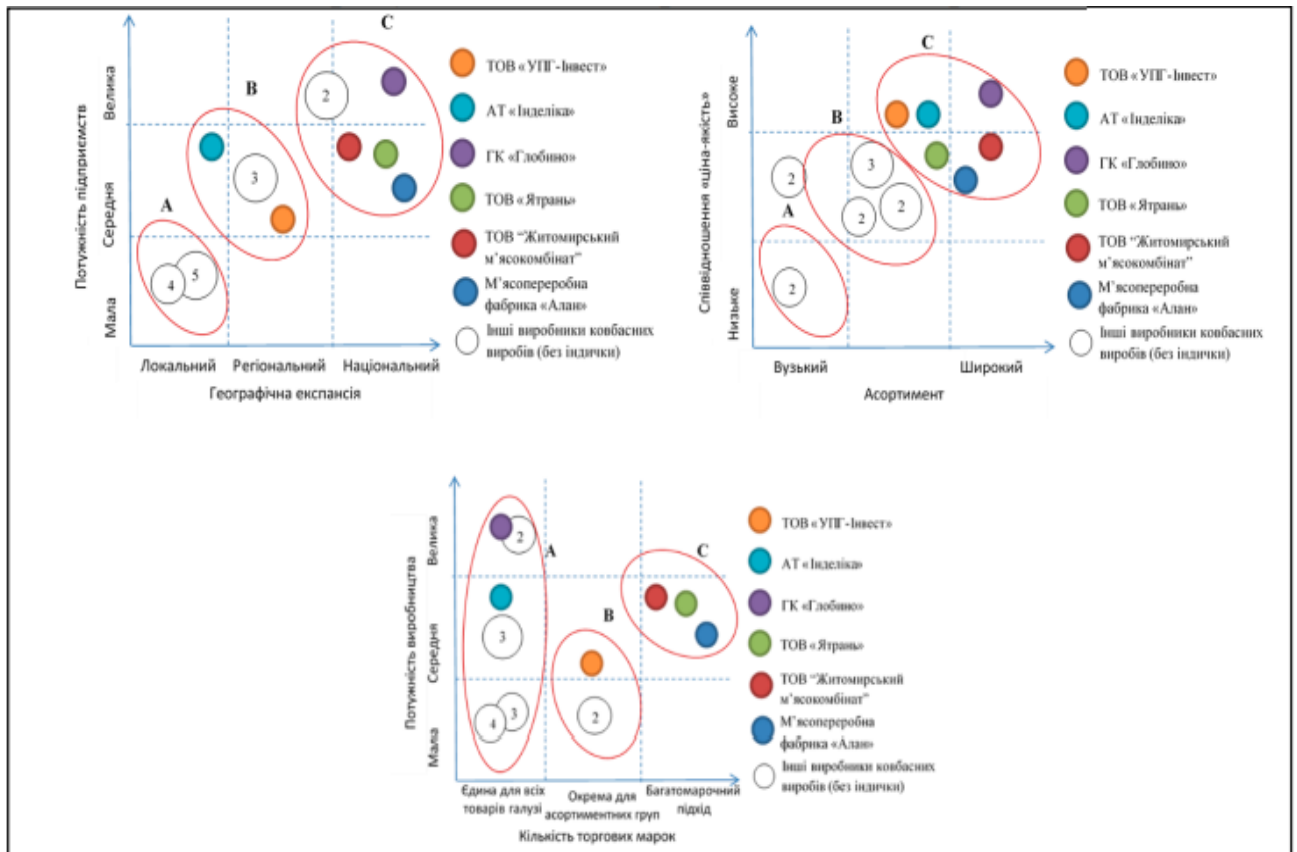 C
B
A
2
3
4
5
Велика
Середня
Мала
Потужність підприємств
Локальний
Регіональний
Національний
Географічна експансія
ТОВ «УПГ-Інвест»
АТ «Інделіка»
ГК «Глобино»
ТОВ «Ятрань»
ТОВ “Житомирський
м’ясокомбінат”
М’ясопереробна
фабрика «Алан»
Інші виробники ковбасних
виробів (без індички)
C
B
A
2
3
2
2
2
Високе
Низьке
Співвідношення «ціна-якість»
Вузький
Широкий
Асортимент
ТОВ «УПГ-Інвест»
АТ «Інделіка»
ГК «Глобино»
ТОВ «Ятрань»
ТОВ “Житомирський
м’ясокомбінат”
М’ясопереробна
фабрика «Алан»
Інші виробники ковбасних
виробів (без індички)
A
C
B
2
3
3
4
2
Велика
Середня
Маліа
Потужність виробництва
Єдина для всіх
товарів галузі
Окрема для
асортиментних груп
Багатомарочний
підхід
Кількість торгових марок
ТОВ «УПГ-Інвест»
АТ «Інделіка»
ГК «Глобино»
ТОВ «Ятрань»
ТОВ “Житомирський
м’ясокомбінат”
М’ясопереробна
фабрика «Алан»
Інші виробники ковбасних
виробів (без індички)